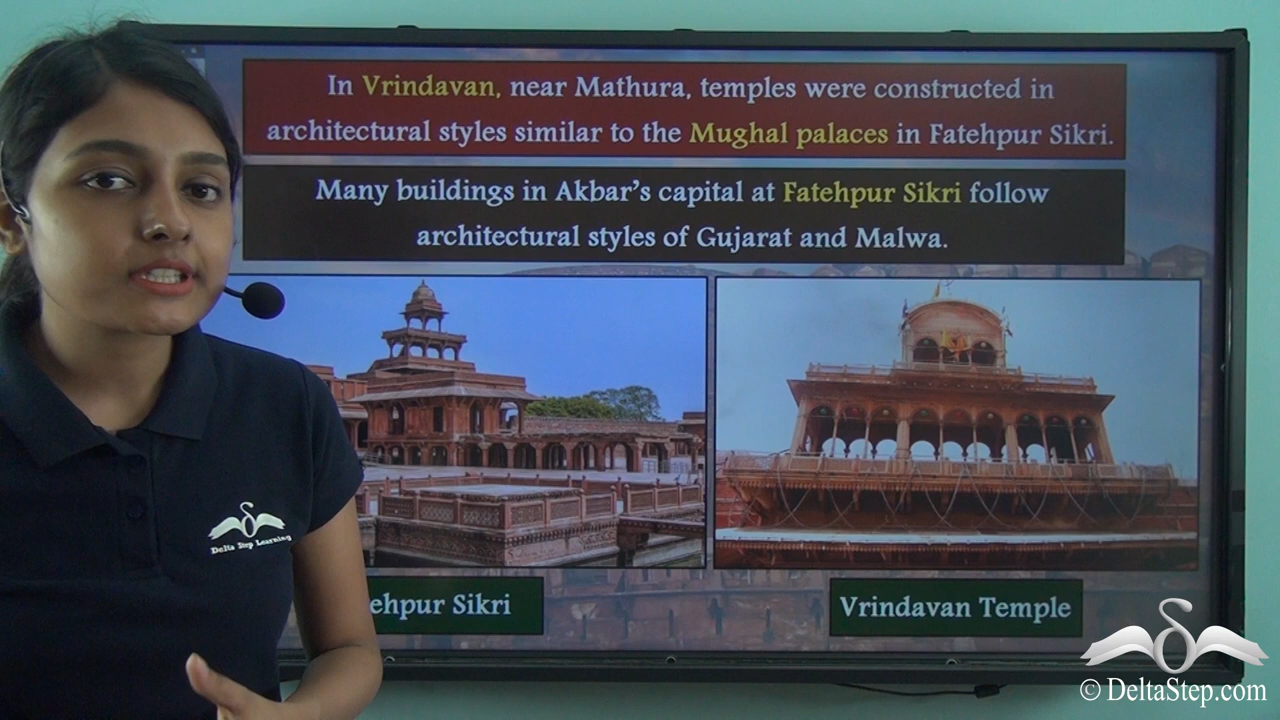 In Vrindavan, near Mathura, temples were constructed in
architectural styles similar to the Mughal palaces in Fatehpur Sikri.
Many buildings in Akbar's capital at Fatehpur Sikri follow
architectural styles of Gujarat and Malwa.
ehpur Sikri
Vrindavan Temple
Delta Step Learning
© DeltaStep.com